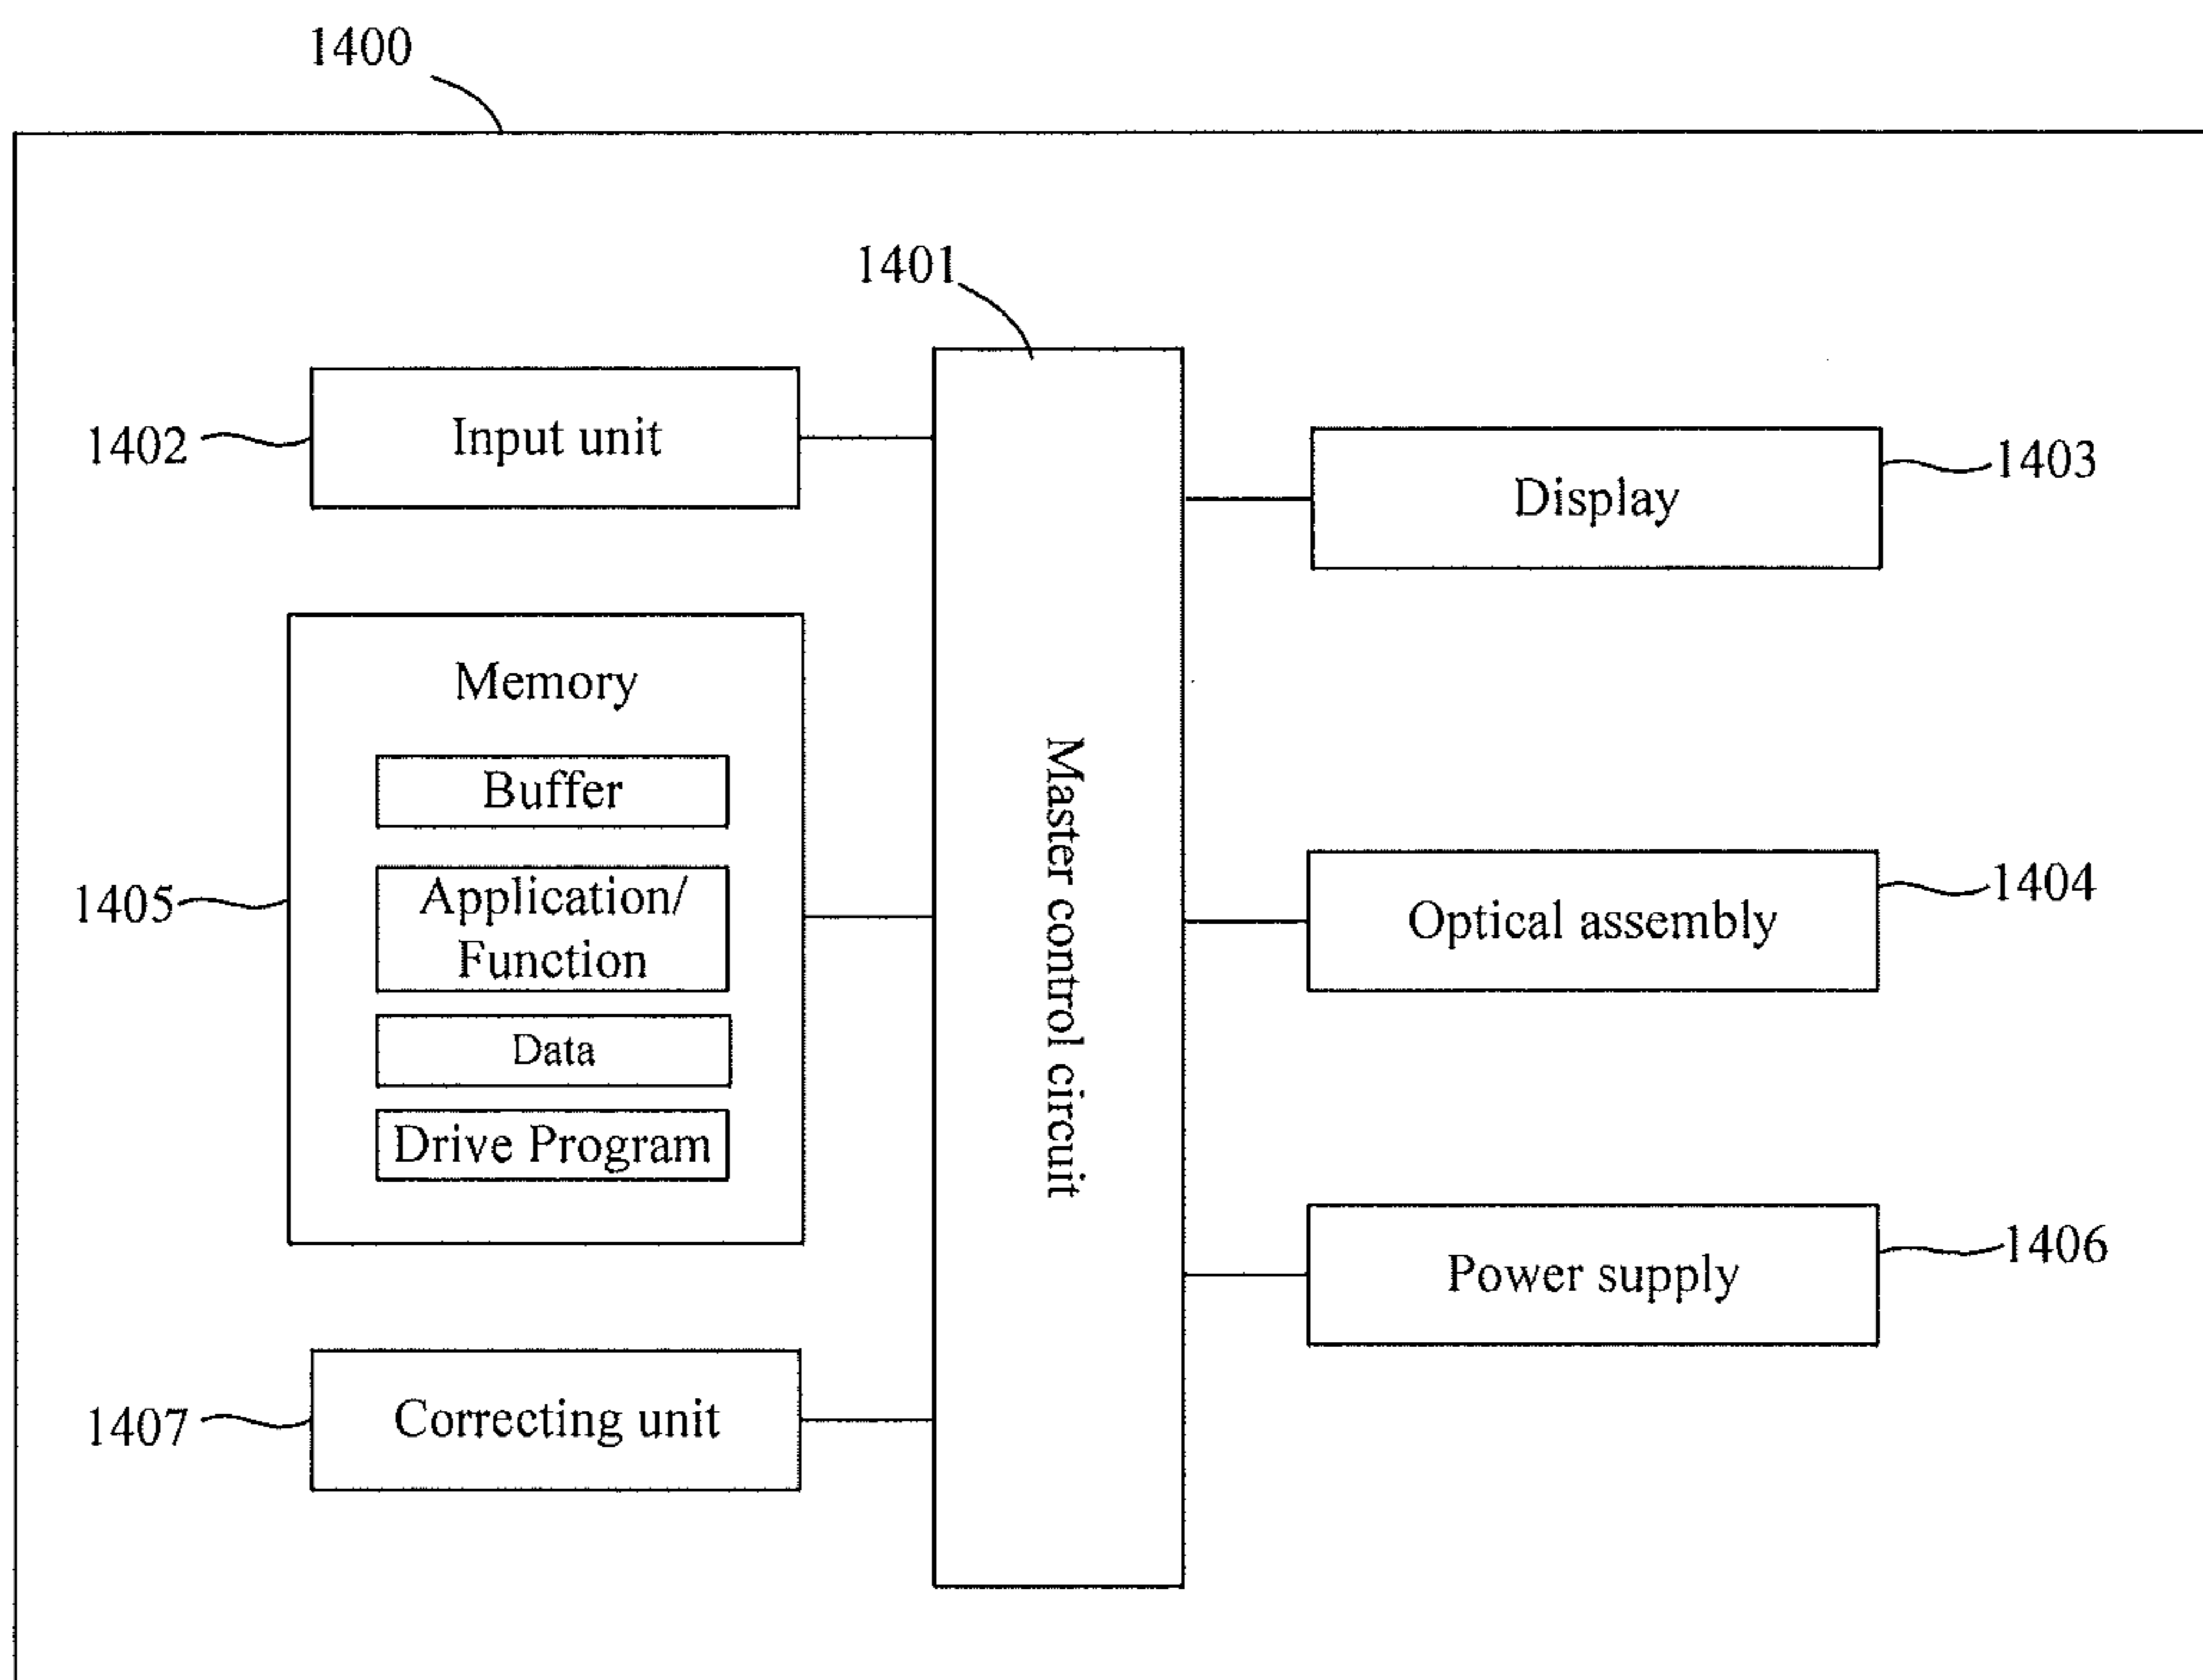 1400
1401
1402
Input unit
1403
Display
Memory
Buffer
1405
Application/
Function
Data
Drive Program
Master control circuit
1404
Optical assembly
1406
Power supply
1407
Correcting unit